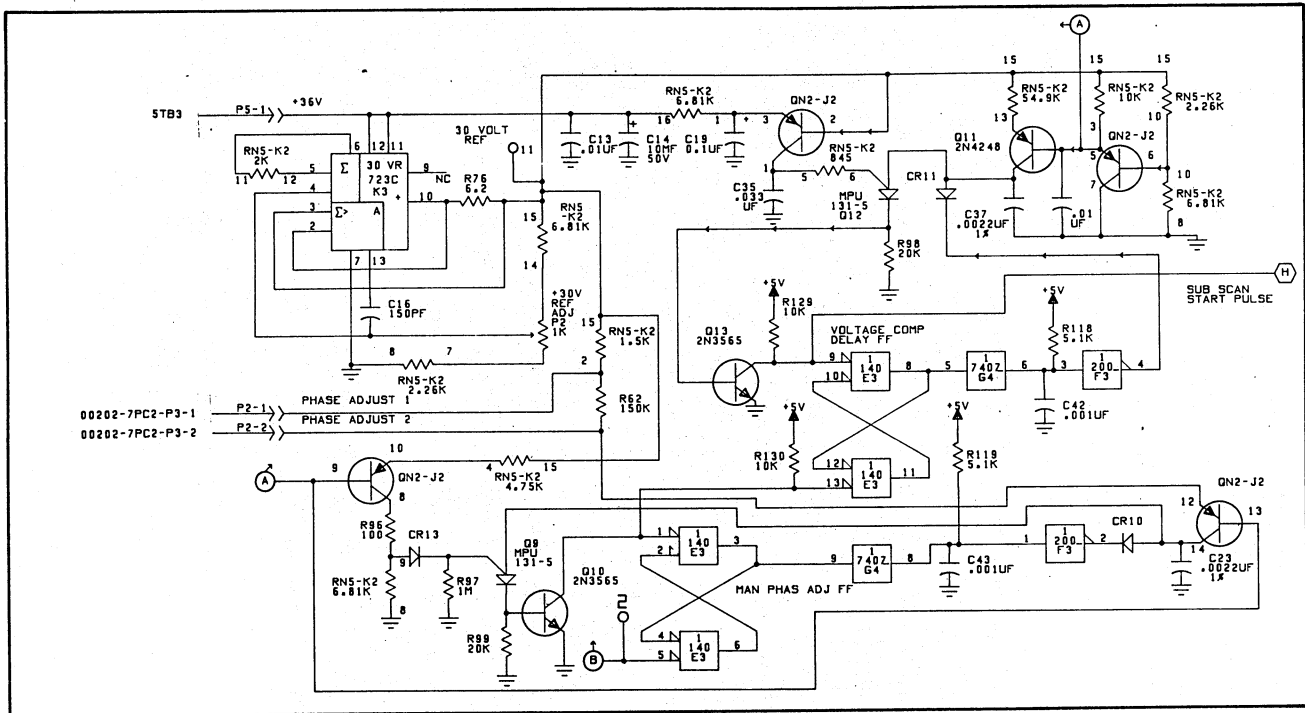 A
15
15
15
RN5-K2
54.9K
RN5-K2
10K
RN5-K2
2.26K
5TB3
P5-1
+36V
RN5-K2
6.81K
16
1
3
QN2-J2
2
13
Q11
2N4248
3
QN2-J2
10
5
6
7
10
RN5-K2
6.81K
8
30 VOLT
REF
11
C13
.01UF
+
C14
10MF
50V
C19
0.1UF
+
1
RN5-K2
845
5
6
C35
.033
UF
MPU
131-5
Q12
CR11
C37
.0022UF
1%
.01
UF
RN5-K2
2K
11
12
6
12
11
5
Σ
30 VR
723C
K3
9
NC
4
3
Σ>
A
+
10
2
7
13
R76
6.2
15
RN5
-K2
6.81K
14
C16
150PF
+30V
REF
ADJ
P2
1K
8
7
RN5-K2
2.26K
15
RN5-K2
1.5K
2
R62
150K
R98
20K
+5V
R129
10K
Q13
2N3565
VOLTAGE COMP
DELAY FF
9
10
1
140
E3
8
5
1
7407
G4
6
+5V
R118
5.1K
3
1
200
F3
4
C42
.001UF
SUB SCAN
START PULSE
H
00202-7PC2-P3-1
P2-1
PHASE ADJUST 1
00202-7PC2-P3-2
P2-2
PHASE ADJUST 2
+5V
R130
10K
12
13
1
140
E3
11
+5V
R119
5.1K
A
9
10
QN2-J2
8
4
15
RN5-K2
4.75K
R96
100
CR13
9
RN5-K2
6.81K
8
R97
1M
Q9
MPU
131-5
Q10
2N3565
R99
20K
1
2
1
140
E3
3
9
1
7407
G4
8
MAN PHAS ADJ FF
C43
.001UF
1
1
200
F3
2
CR10
12
QN2-J2
13
14
C23
.0022UF
1%
2
B
4
5
1
140
E3
6